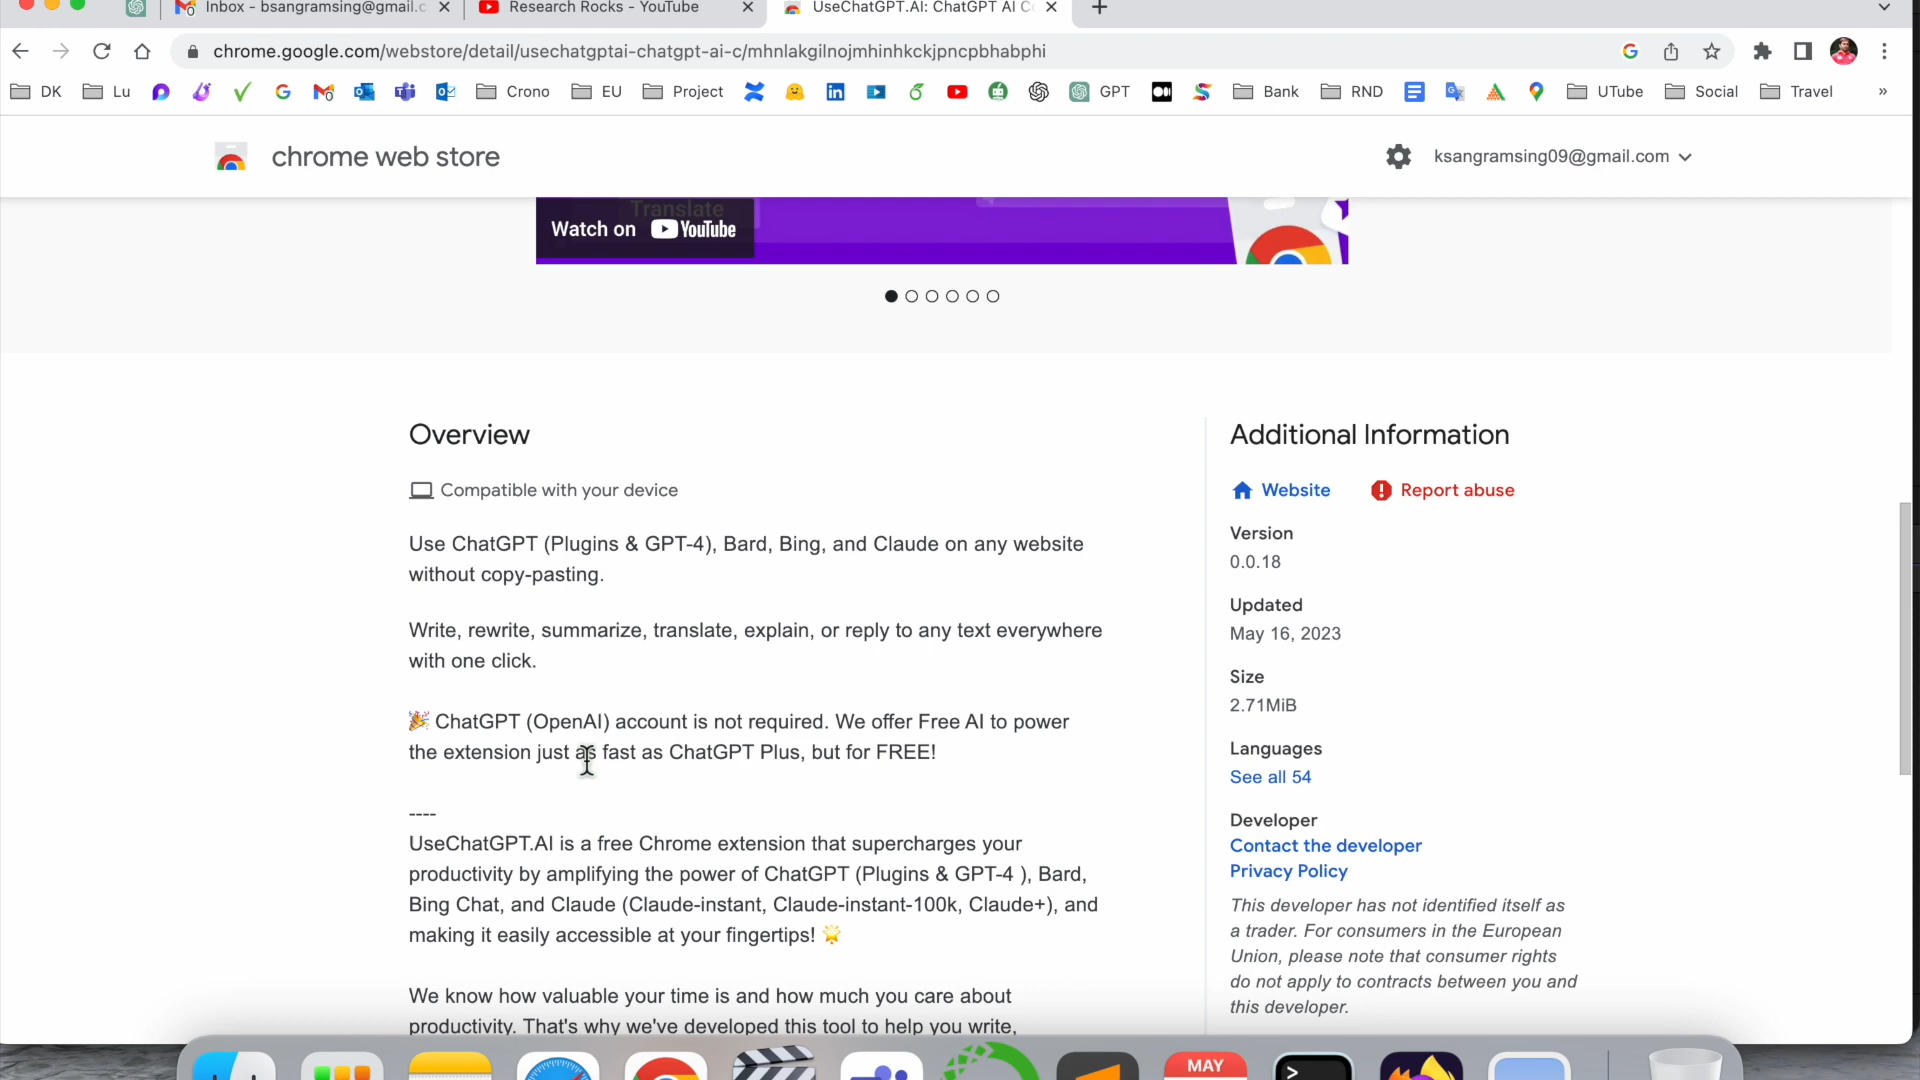 Inbox - bsangramsing@gmail.c
Research Rocks - YouTube
UseChatGPT.AI: ChatGPT AI Co
chrome.google.com/webstore/detail/usechatgptai-chatgpt-ai-c/mhnlakgilnojmhinhkckjpncpbhabphi
DK
Lu
Crono
EU
Project
GPT
Bank
RND
UTube
Social
Travel
»
chrome web store
ksangramsing09@gmail.com
Translate
Watch on YouTube
Overview
Compatible with your device
Use ChatGPT (Plugins & GPT-4), Bard, Bing, and Claude on any website
without copy-pasting.
Write, rewrite, summarize, translate, explain, or reply to any text everywhere
with one click.
🎉 ChatGPT (OpenAI) account is not required. We offer Free AI to power
the extension just as fast as ChatGPT Plus, but for FREE!
----
UseChatGPT.AI is a free Chrome extension that supercharges your
productivity by amplifying the power of ChatGPT (Plugins & GPT-4 ), Bard,
Bing Chat, and Claude (Claude-instant, Claude-instant-100k, Claude+), and
making it easily accessible at your fingertips! 🌟
We know how valuable your time is and how much you care about
productivity. That's why we've developed this tool to help you write,
Additional Information
Website
Report abuse
Version
0.0.18
Updated
May 16, 2023
Size
2.71MiB
Languages
See all 54
Developer
Contact the developer
Privacy Policy
This developer has not identified itself as
a trader. For consumers in the European
Union, please note that consumer rights
do not apply to contracts between you and
this developer.
MAY